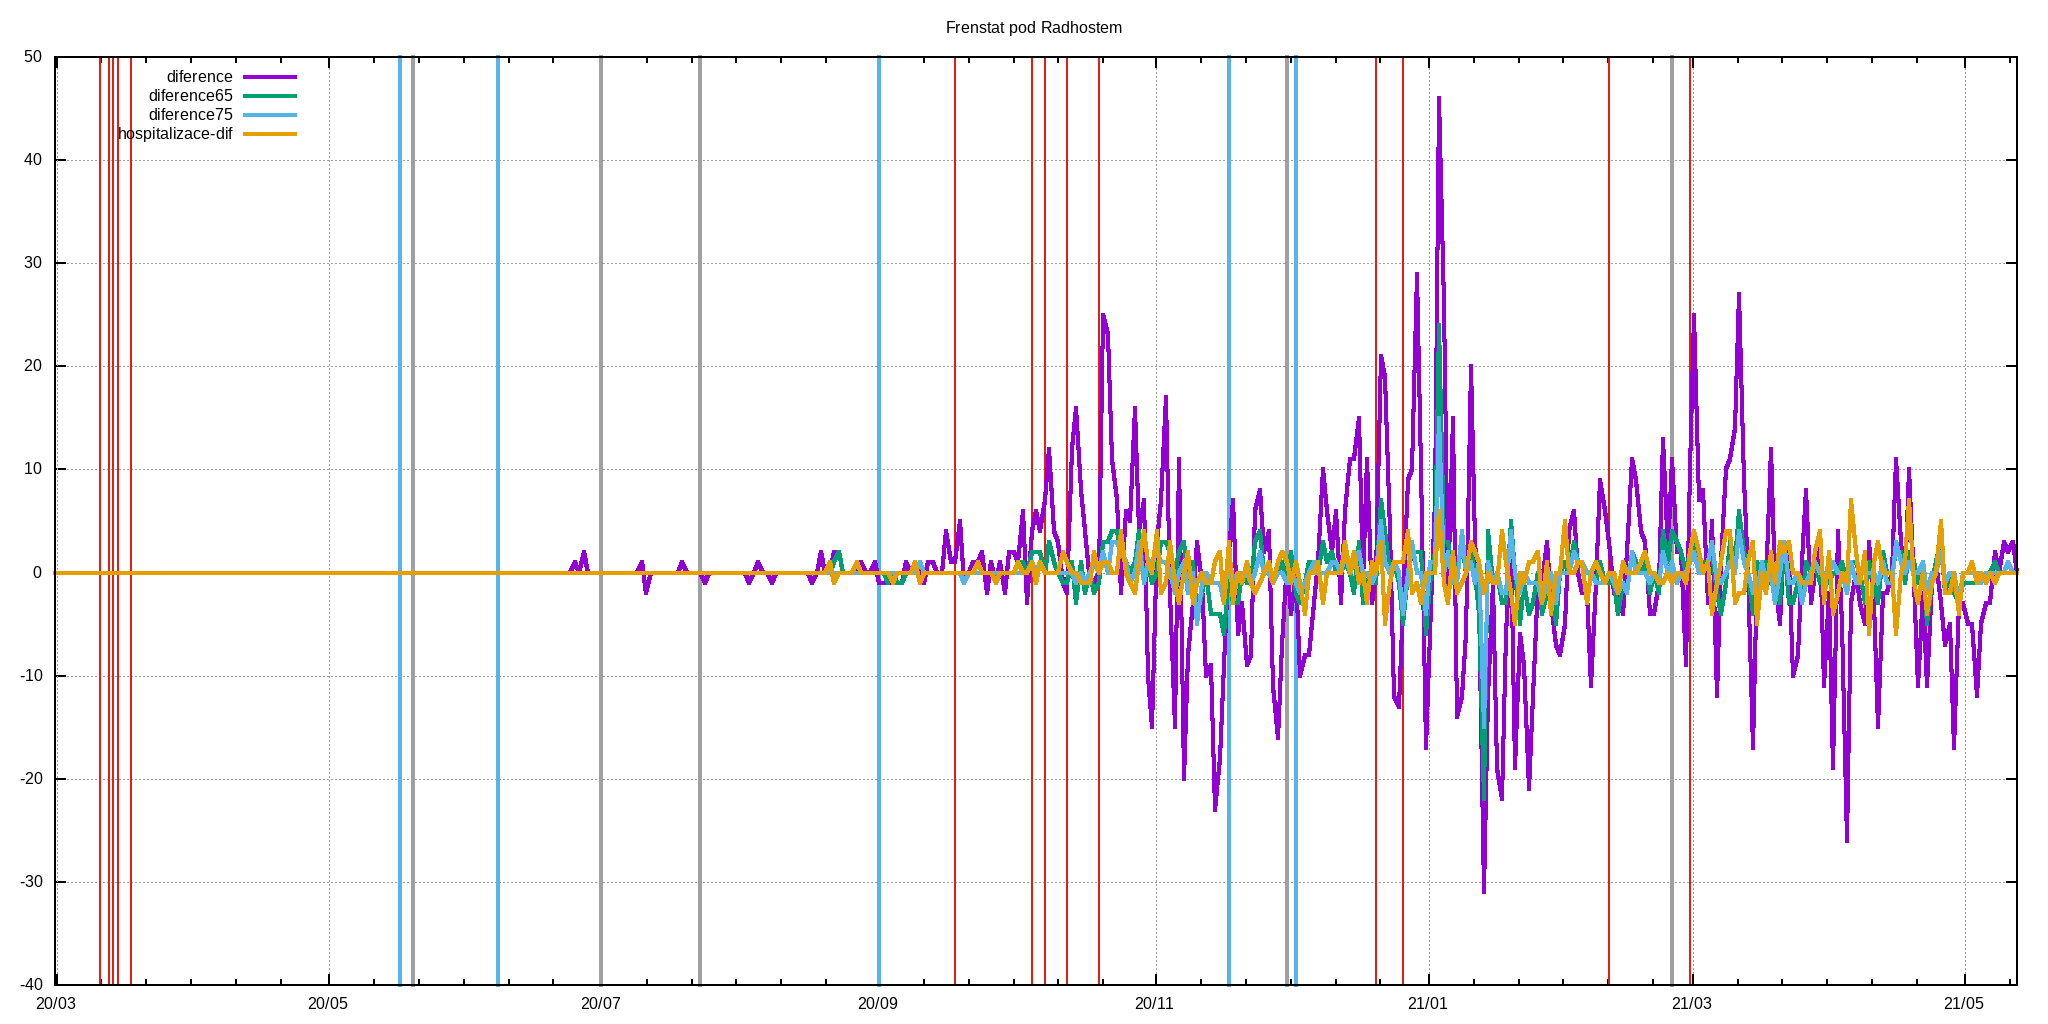 Frenstat pod Radhostem
50
40
30
20
10
0
-10
-20
-30
-40
diference
diference65
diference75
hospitalizace-dif
20/03 20/05 20/07 20/09 20/11 21/01 21/03 21/05